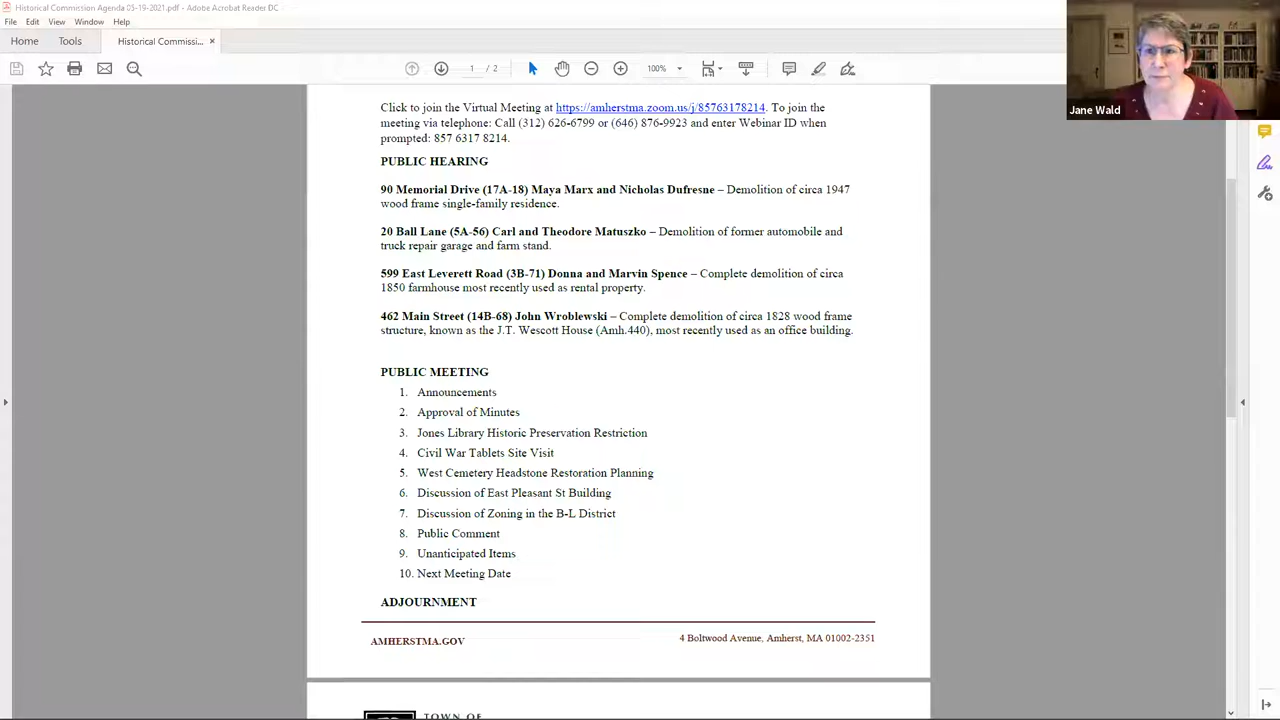 Historical Commission Agenda 05-19-2021.pdf - Adobe Acrobat Reader DC
File Edit View Window Help
Home Tools Historical Commissi... ×
1 / 100%
Jane Wald
Click to join the Virtual Meeting at https://amherstma.zoom.us/j/85763178214. To join the
meeting via telephone: Call (312) 626-6799 or (646) 876-9923 and enter Webinar ID when
prompted: 857 6317 8214.
PUBLIC HEARING
90 Memorial Drive (17A-18) Maya Marx and Nicholas Dufresne – Demolition of circa 1947
wood frame single-family residence.
20 Ball Lane (5A-56) Carl and Theodore Matuszko – Demolition of former automobile and
truck repair garage and farm stand.
599 East Leverett Road (3B-71) Donna and Marvin Spence – Complete demolition of circa
1850 farmhouse most recently used as rental property.
462 Main Street (14B-68) John Wroblewski – Complete demolition of circa 1828 wood frame
structure, known as the J.T. Wescott House (Amh.440), most recently used as an office building.
PUBLIC MEETING
1. Announcements
2. Approval of Minutes
3. Jones Library Historic Preservation Restriction
4. Civil War Tablets Site Visit
5. West Cemetery Headstone Restoration Planning
6. Discussion of East Pleasant St Building
7. Discussion of Zoning in the B-L District
8. Public Comment
9. Unanticipated Items
10. Next Meeting Date
ADJOURNMENT
AMHERSTMA.GOV 4 Boltwood Avenue, Amherst, MA 01002-2351
TOWN OF